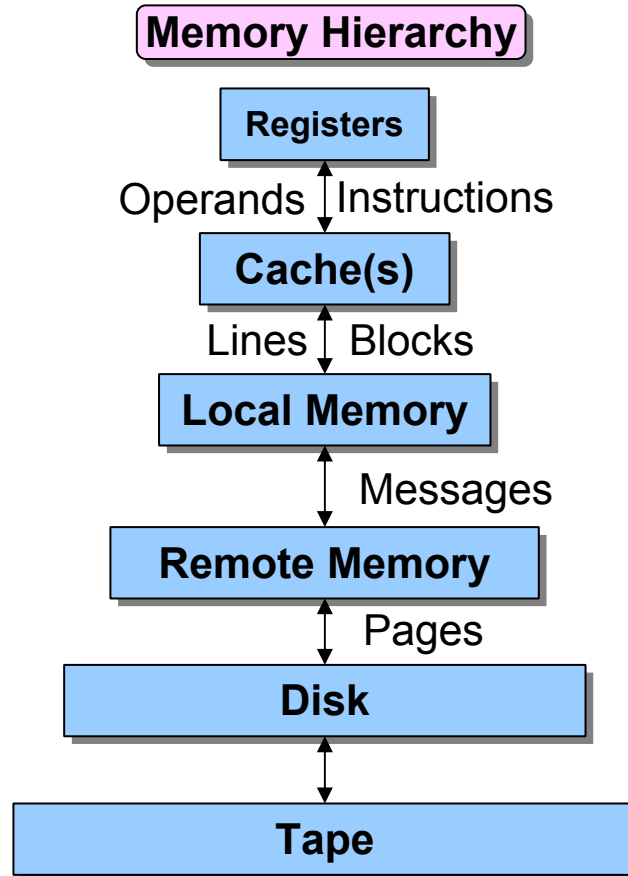 Memory Hierarchy
Registers
Operands Instructions
Cache(s)
Lines Blocks
Local Memory
Messages
Remote Memory
Pages
Disk
Tape